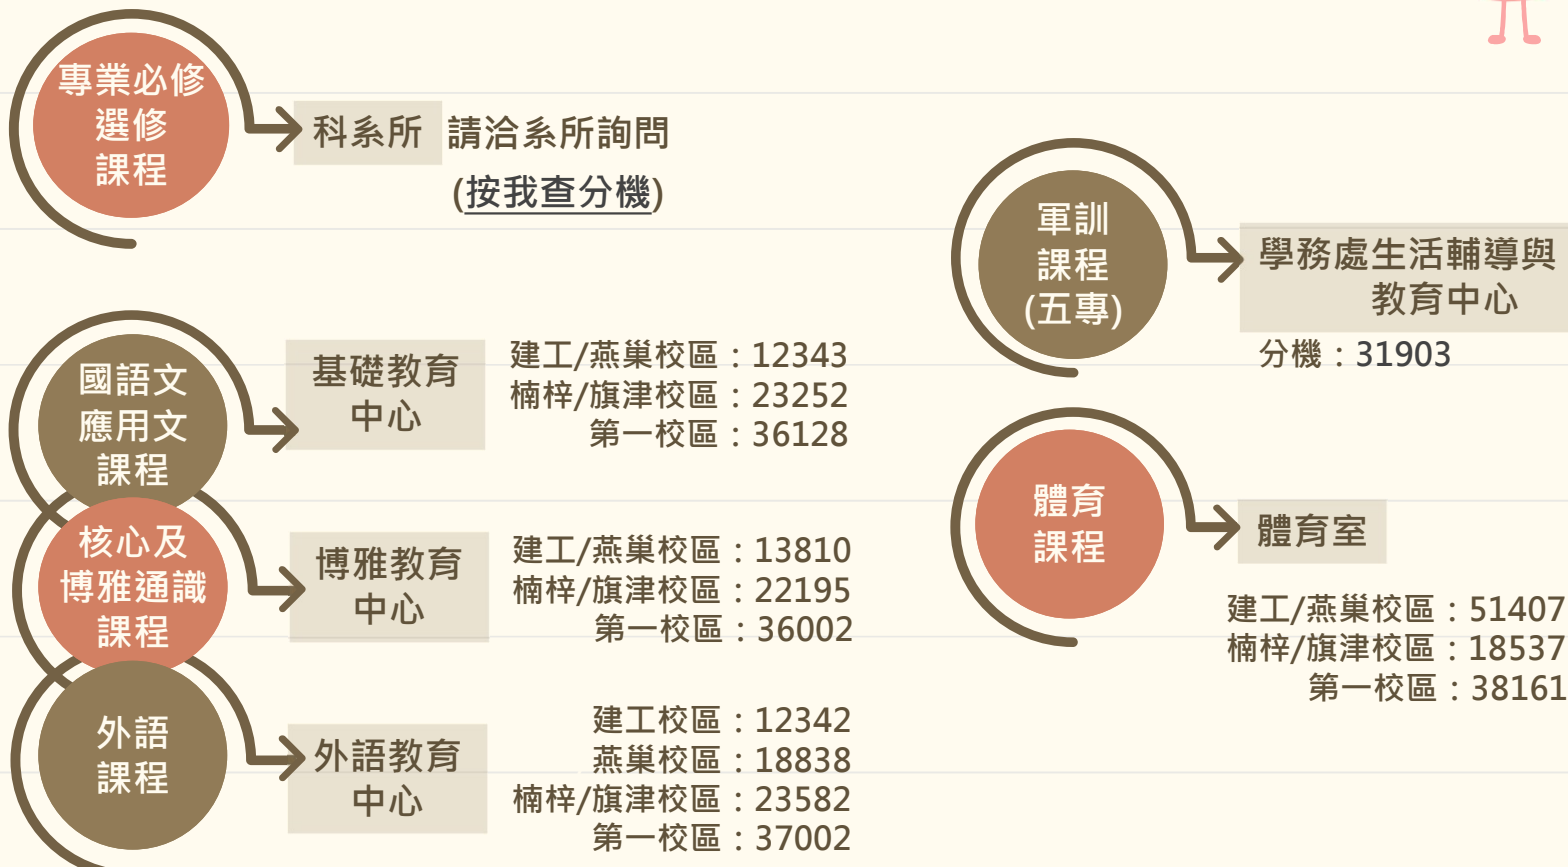 專業必修
選修
課程
科系所 請洽系所詢問
(按我查分機)
國語文
應用文
課程
基礎教育
中心
建工/燕巢校區：12343
楠梓/旗津校區：23252
第一校區：36128
核心及
博雅通識
課程
博雅教育
中心
建工/燕巢校區：13810
楠梓/旗津校區：22195
第一校區：36002
外語
課程
外語教育
中心
建工校區：12342
燕巢校區：18838
楠梓/旗津校區：23582
第一校區：37002
軍訓
課程
(五專)
學務處生活輔導與
教育中心
分機：31903
體育
課程
體育室
建工/燕巢校區：51407
楠梓/旗津校區：18537
第一校區：38161